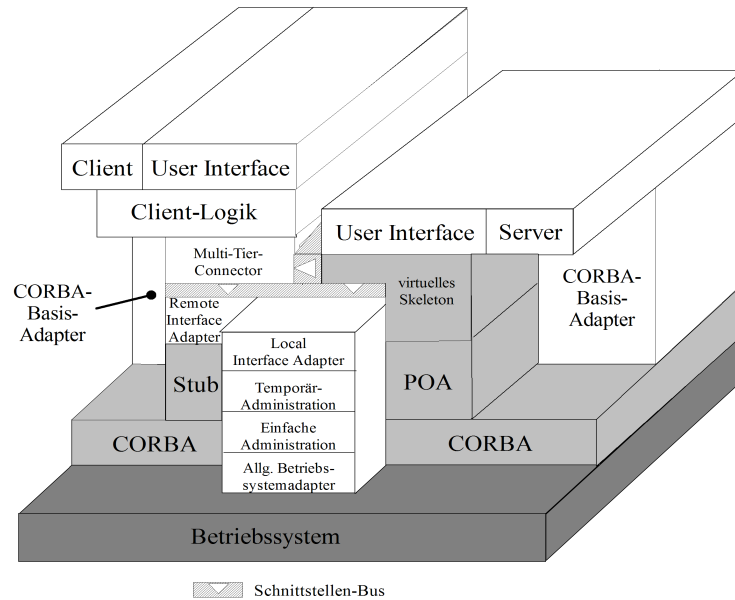 Client
User Interface
Client-Logik
User Interface
Server
Multi-Tier-
Connector
CORBA-
Basis-
Adapter
virtuelles
Skeleton
CORBA-
Basis-
Adapter
Remote
Interface
Adapter
Local
Interface Adapter
Stub
POA
Temporär-
Administration
CORBA
Einfache
Administration
CORBA
Allg. Betriebs-
systemadapter
Betriebssystem
Schnittstellen-Bus